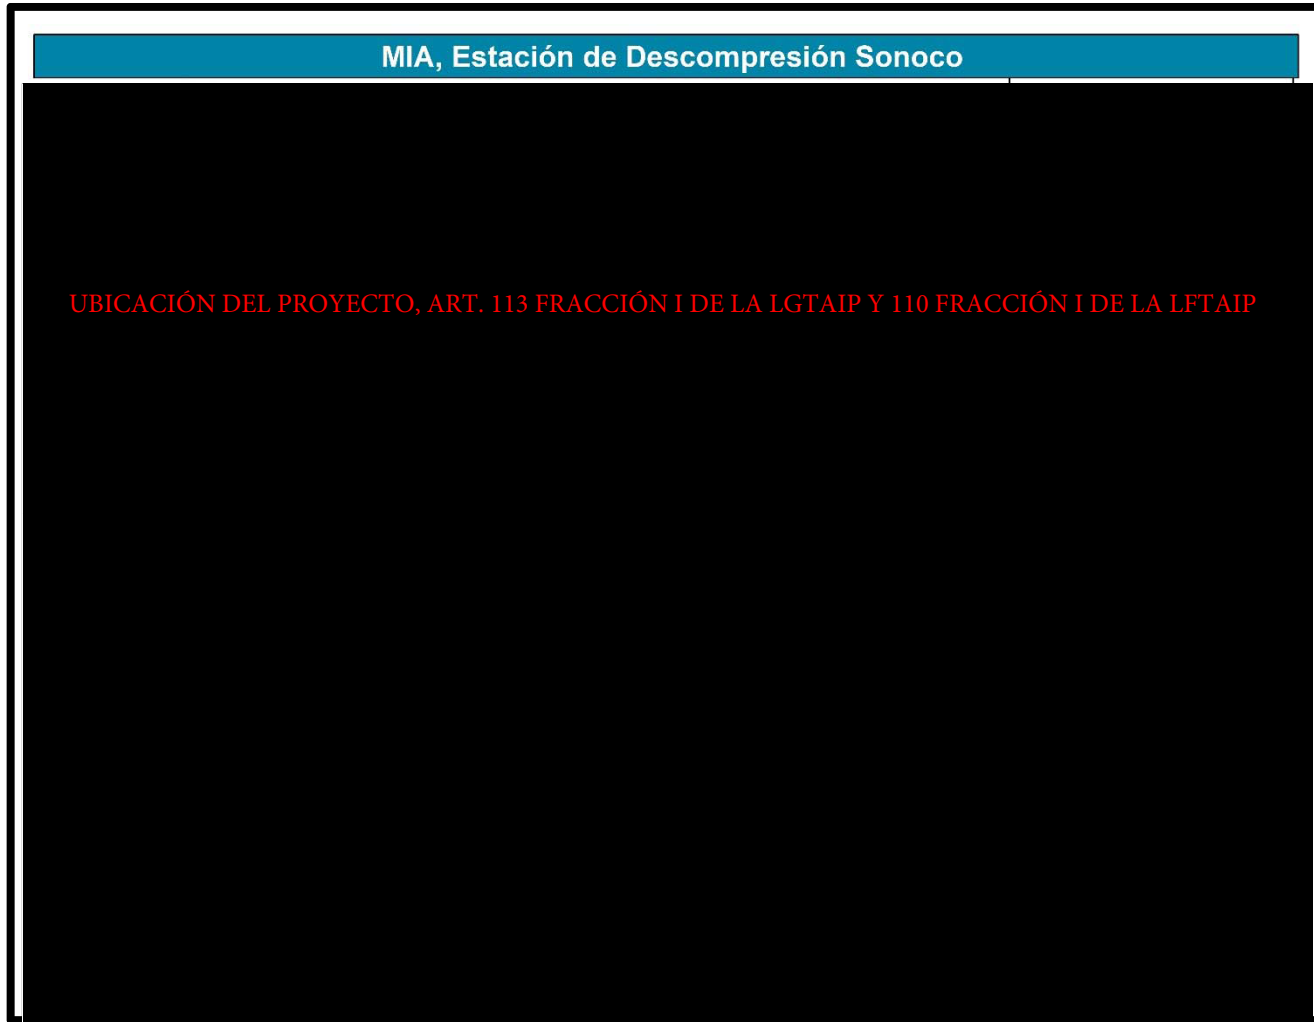 MIA, Estación de Descompresión Sonoco
UBICACIÓN DEL PROYECTO, ART. 113 FRACCIÓN I DE LA LGTAIP Y 110 FRACCIÓN I DE LA LFTAIP